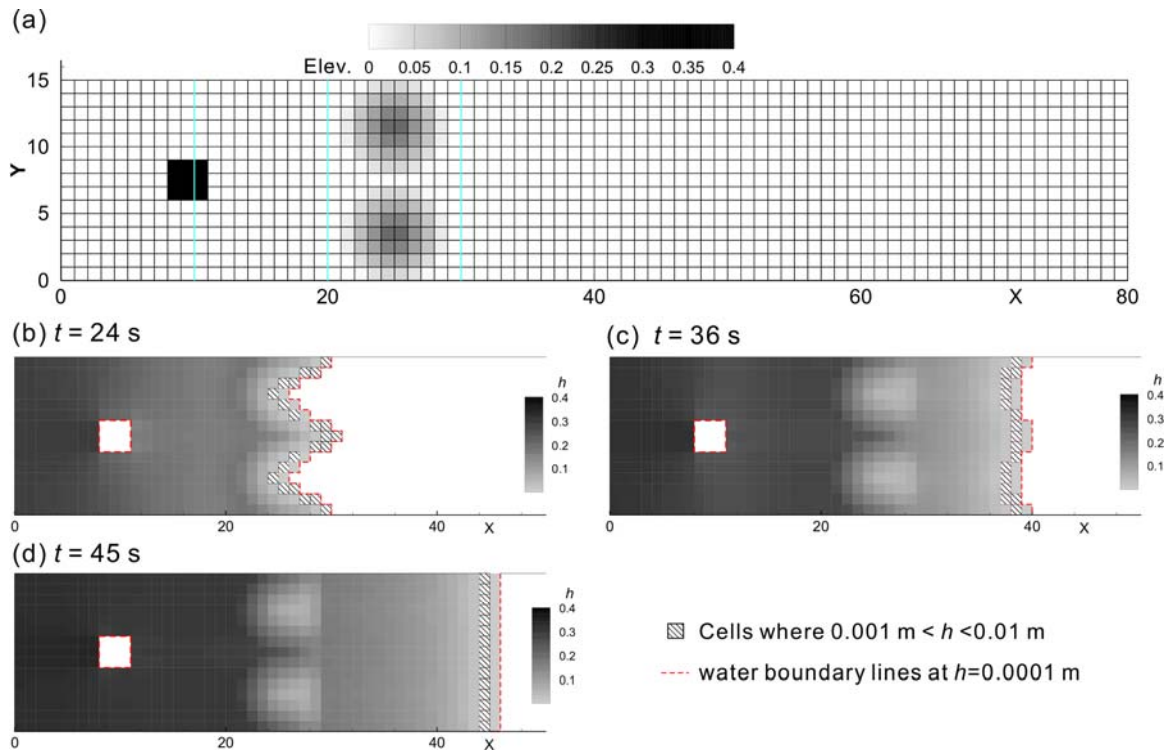 (a)
Elev. 0 0.05 0.1 0.15 0.2 0.25 0.3 0.35 0.4
15
10
Y
5
0
0 20 40 60 X 80
(b) t = 24 s
h
0.4
0.3
0.2
0.1
0 20 40 X
(c) t = 36 s
h
0.4
0.3
0.2
0.1
0 20 40 X
(d) t = 45 s
h
0.4
0.3
0.2
0.1
0 20 40 X
Cells where 0.001 m < h <0.01 m
water boundary lines at h=0.0001 m